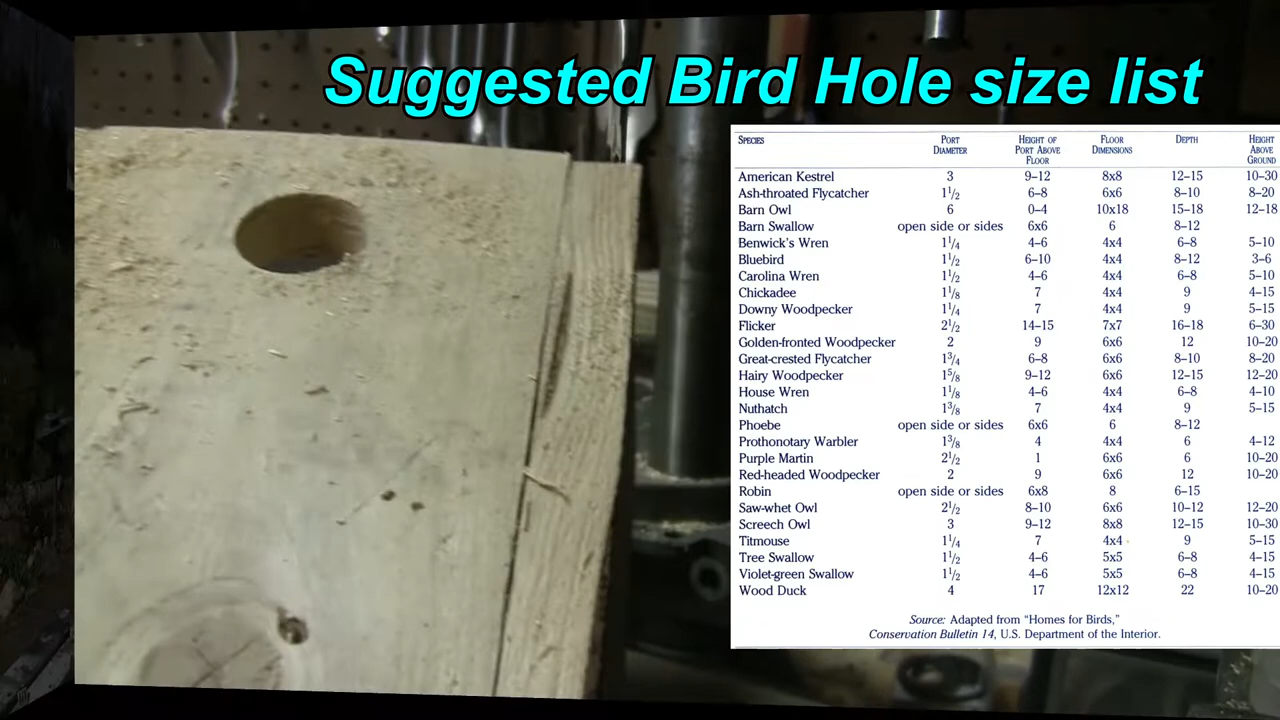 Suggested Bird Hole size list
SPECIES PORT DIAMETER HEIGHT OF PORT ABOVE FLOOR FLOOR DIMENSIONS DEPTH HEIGHT ABOVE GROUND
American Kestrel 3 9–12 8x8 12–15 10–30
Ash-throated Flycatcher 1 1/2 6–8 6x6 8–10 8–20
Barn Owl 6 0–4 10x18 15–18 12–18
Barn Swallow open side or sides 6x6 6 8–12
Benwick's Wren 1 1/4 4–6 4x4 6–8 5–10
Bluebird 1 1/2 6–10 4x4 8–12 3–6
Carolina Wren 1 1/2 4–6 4x4 6–8 5–10
Chickadee 1 1/8 7 4x4 9 4–15
Downy Woodpecker 1 1/4 7 4x4 9 5–15
Flicker 2 1/2 14–15 7x7 16–18 6–30
Golden-fronted Woodpecker 2 9 6x6 12 10–20
Great-crested Flycatcher 1 3/4 6–8 6x6 8–10 8–20
Hairy Woodpecker 1 5/8 9–12 6x6 12–15 12–20
House Wren 1 1/8 4–6 4x4 6–8 4–10
Nuthatch 1 3/8 7 4x4 9 5–15
Phoebe open side or sides 6x6 6 8–12
Prothonotary Warbler 1 3/8 4 4x4 6 4–12
Purple Martin 2 1/2 1 6x6 6 10–20
Red-headed Woodpecker 2 9 6x6 12 10–20
Robin open side or sides 6x8 8 6–15
Saw-whet Owl 2 1/2 8–10 6x6 10–12 12–20
Screech Owl 3 9–12 8x8 12–15 10–30
Titmouse 1 1/4 7 4x4 9 5–15
Tree Swallow 1 1/2 4–6 5x5 6–8 4–15
Violet-green Swallow 1 1/2 4–6 5x5 6–8 4–15
Wood Duck 4 17 12x12 22 10–20
Source: Adapted from "Homes for Birds,"
Conservation Bulletin 14, U.S. Department of the Interior.